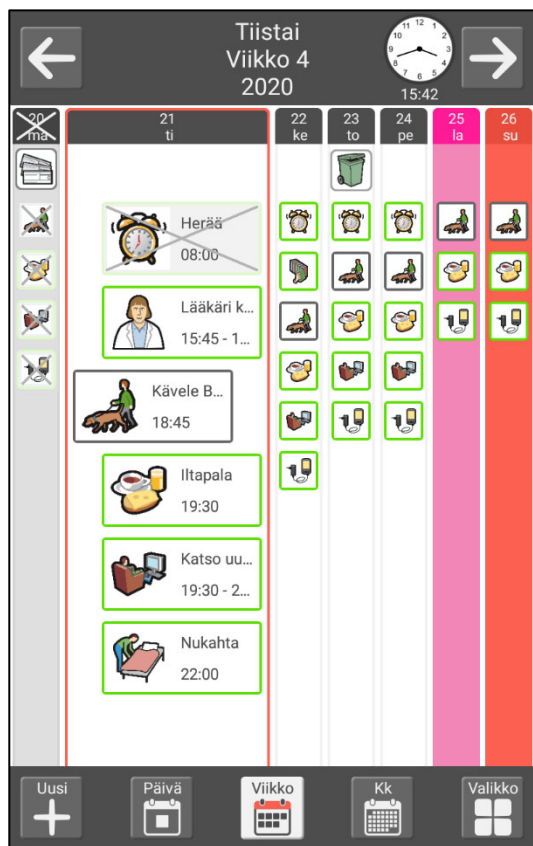 Tiistai
Viikko 4
2020
15:42
20
ma
21
ti
22
ke
23
to
24
pe
25
la
26
su
Herää
08:00
Lääkäri k...
15:45 - 1...
Kävele B...
18:45
Iltapala
19:30
Katso uu...
19:30 - 2...
Nukahta
22:00
Uusi
Päivä
Viikko
Kk
Valikko